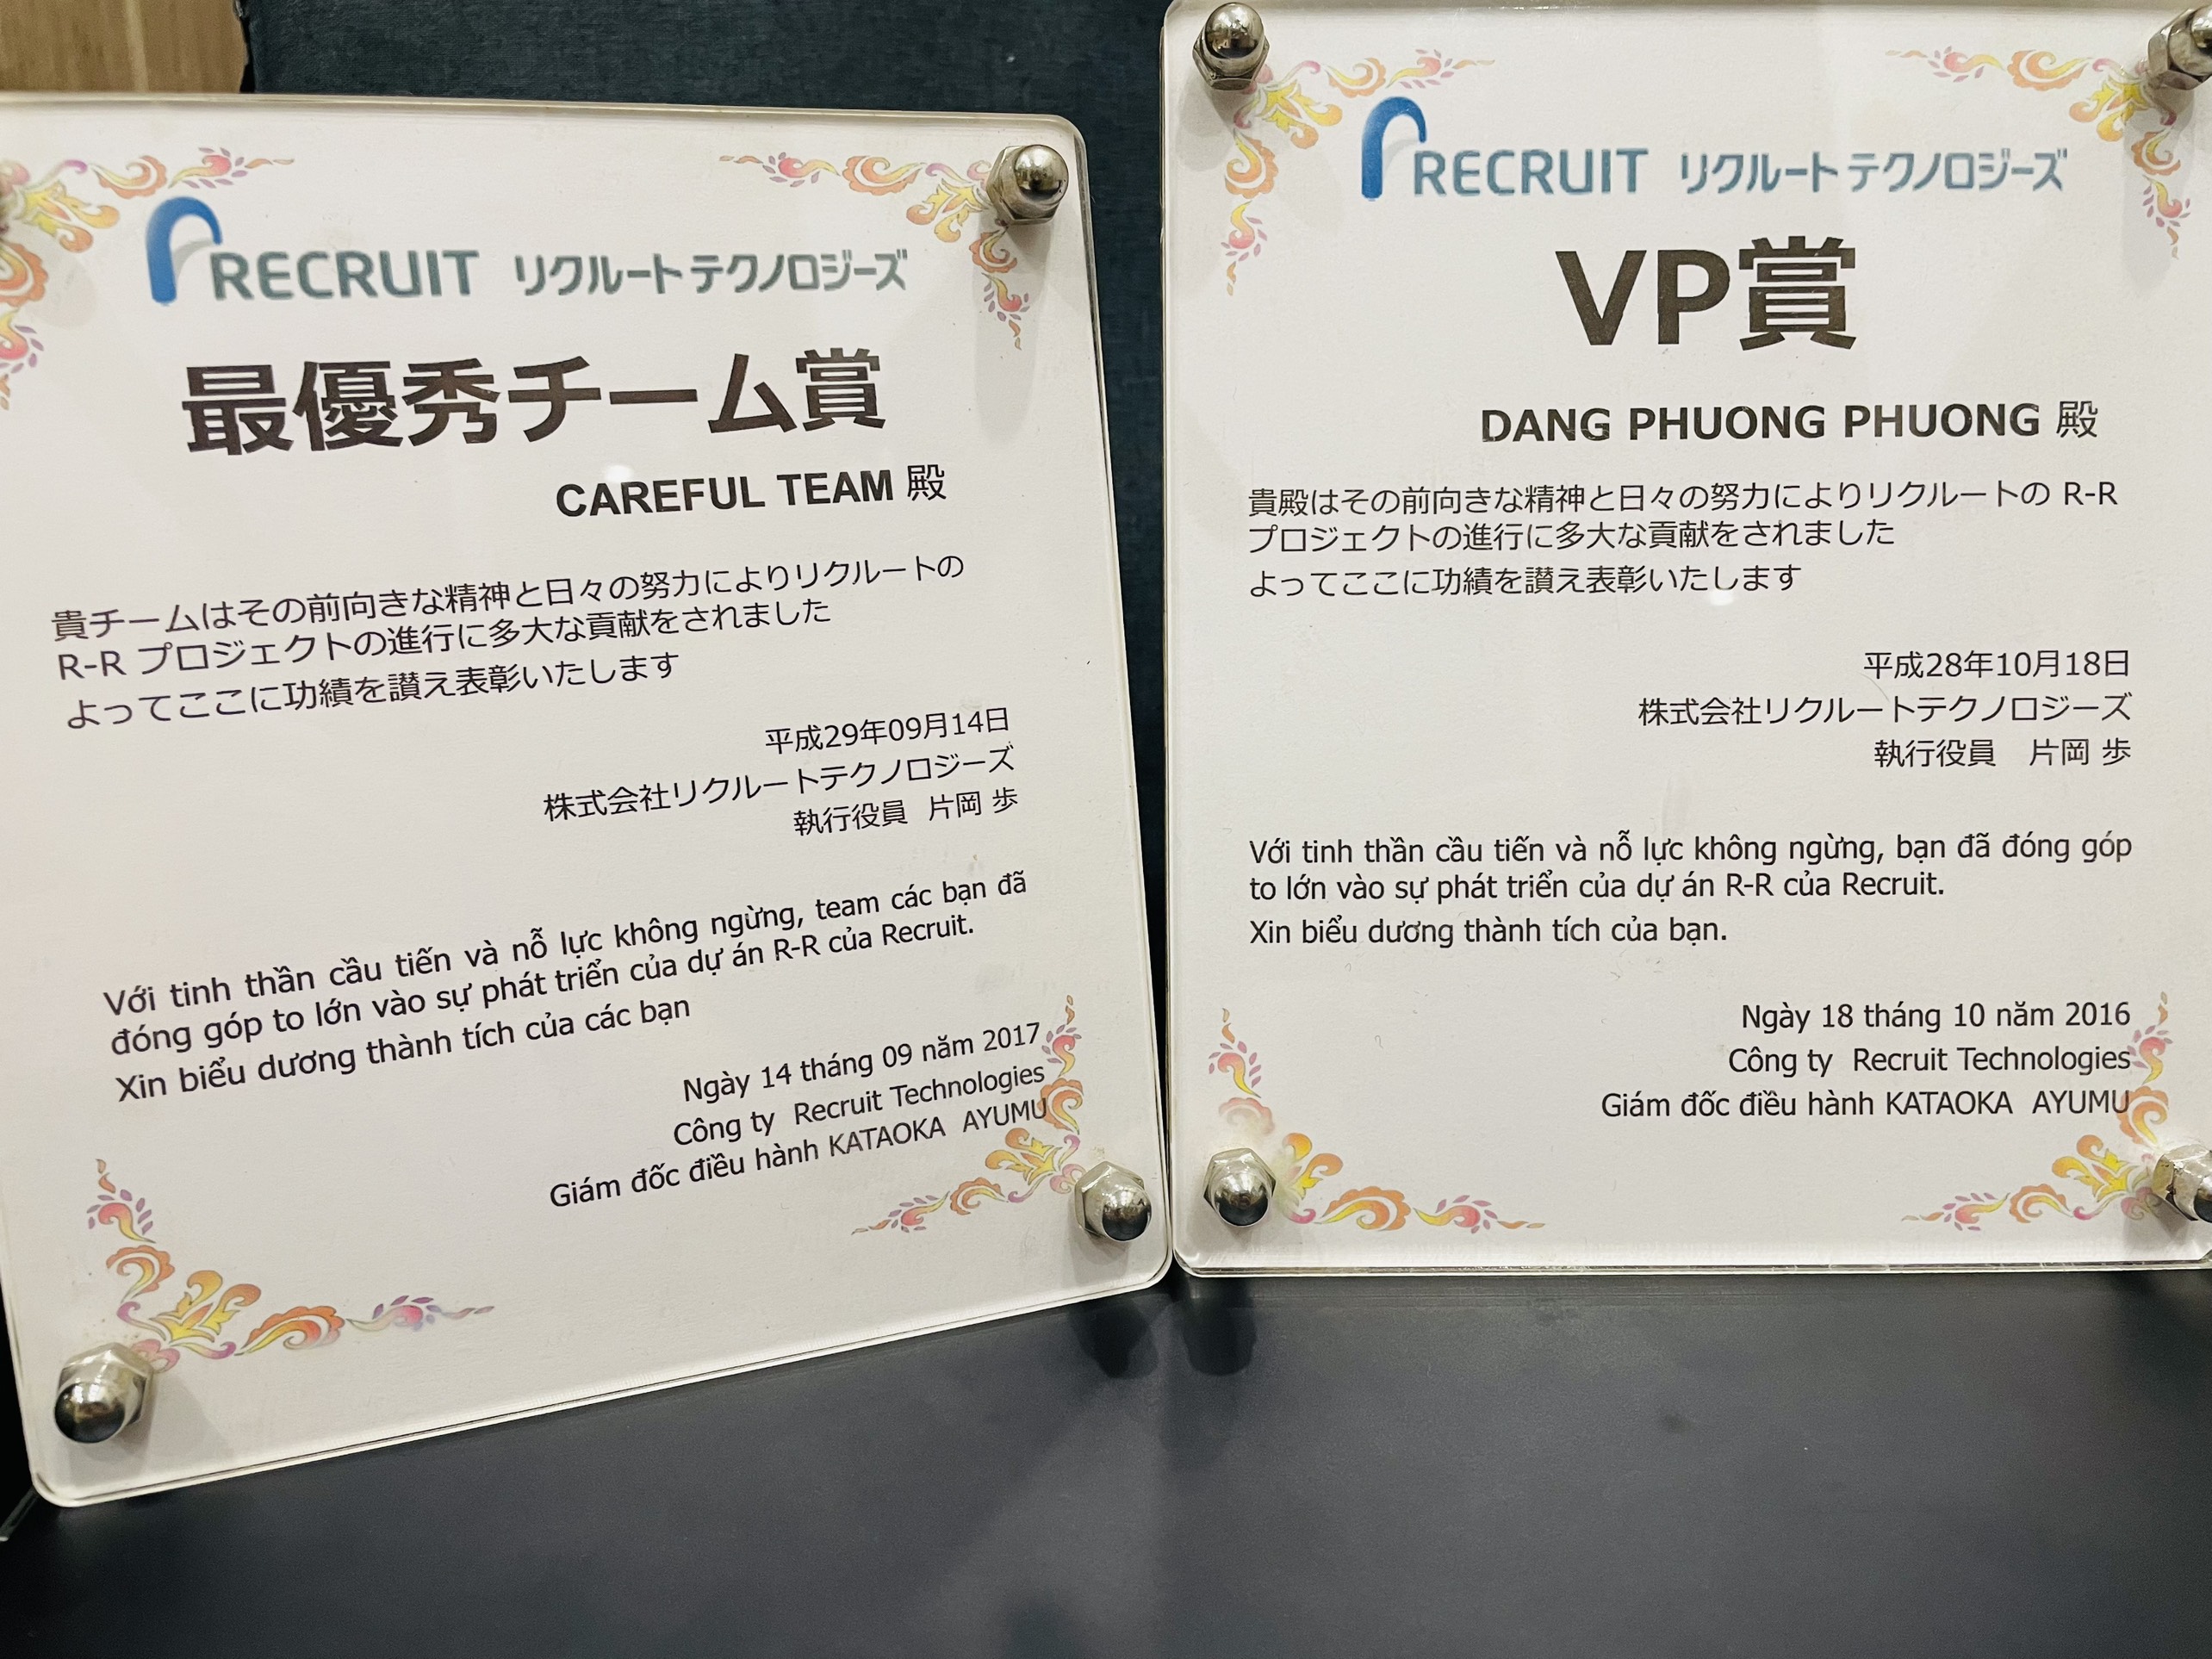 RECRUIT リクルートテクノロジーズ
最優秀チーム賞
CAREFUL TEAM 殿
貴チームはその前向きな精神と日々の努力によりリクルートの
R-R プロジェクトの進行に多大な貢献をされました
よってここに功績を讃え表彰いたします
平成29年09月14日
株式会社リクルートテクノロジーズ
執行役員 片岡 歩
Với tinh thần cầu tiến và nỗ lực không ngừng, team các bạn đã
đóng góp to lớn vào sự phát triển của dự án R-R của Recruit.
Xin biểu dương thành tích của các bạn
Ngày 14 tháng 09 năm 2017
Công ty Recruit Technologies
Giám đốc điều hành KATAOKA AYUMU
RECRUIT リクルートテクノロジーズ
VP賞
DANG PHUONG PHUONG 殿
貴殿はその前向きな精神と日々の努力によりリクルートの R-R
プロジェクトの進行に多大な貢献をされました
よってここに功績を讃え表彰いたします
平成28年10月18日
株式会社リクルートテクノロジーズ
執行役員 片岡 歩
Với tinh thần cầu tiến và nỗ lực không ngừng, bạn đã đóng góp
to lớn vào sự phát triển của dự án R-R của Recruit.
Xin biểu dương thành tích của bạn.
Ngày 18 tháng 10 năm 2016
Công ty Recruit Technologies
Giám đốc điều hành KATAOKA AYUMU